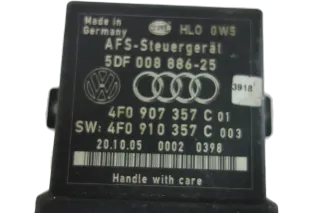 Made in
Germany
HLO GWS
AFS-Steuergerät
5DF 008 886-25
3918
4F0 907 357 C 01
SW: 4F0 910 357 C 003
20.10.05 0002 0398
Handle with care